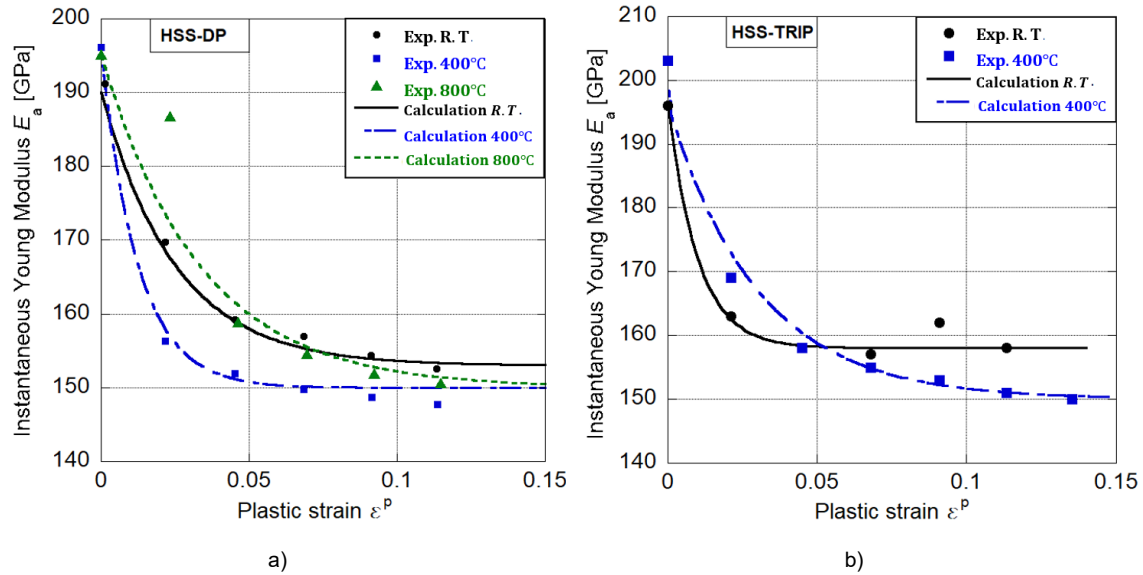 HSS-DP
Exp. R. T.
Exp. 400℃
Exp. 800℃
Calculation R.T.
Calculation 400℃
Calculation 800℃
Instantaneous Young Modulus Ea [GPa]
200
190
180
170
160
150
140
0
0.05
0.1
0.15
Plastic strain εᵖ
a)
HSS-TRIP
Exp. R. T.
Exp. 400℃
Calculation R.T.
Calculation 400℃
Instantaneous Young Modulus Ea [GPa]
210
200
190
180
170
160
150
140
0
0.05
0.1
0.15
Plastic strain εᵖ
b)